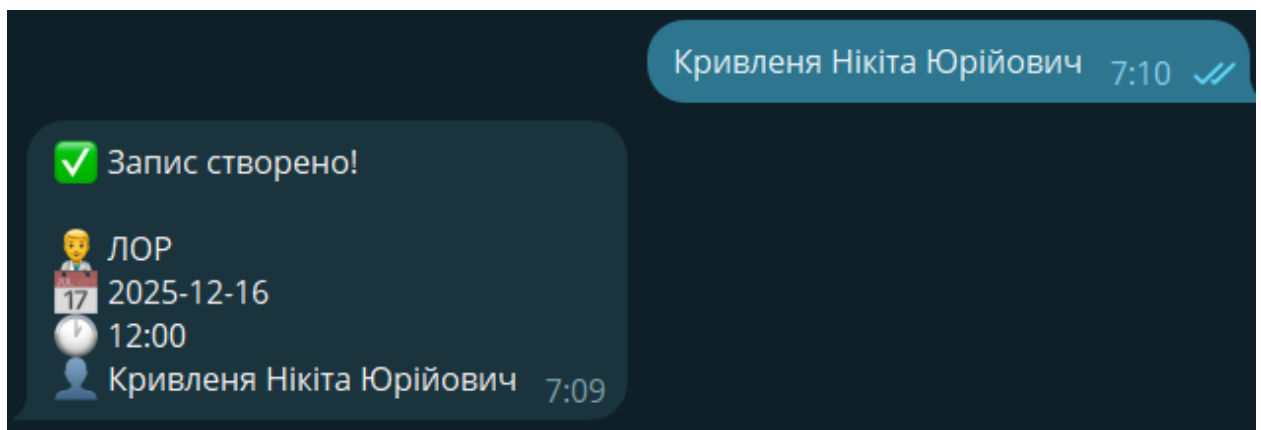 Кривленя Нікіта Юрійович 7:10
Запис створено!
ЛОР
2025-12-16
12:00
Кривленя Нікіта Юрійович 7:09